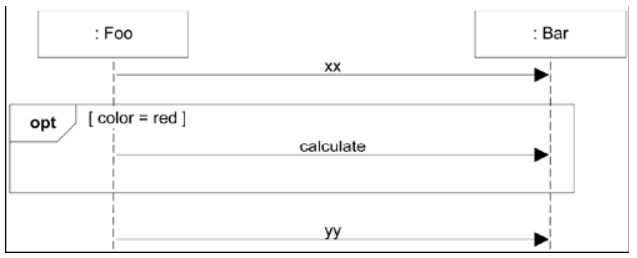 : Foo
: Bar
xx
opt
[ color = red ]
calculate
yy